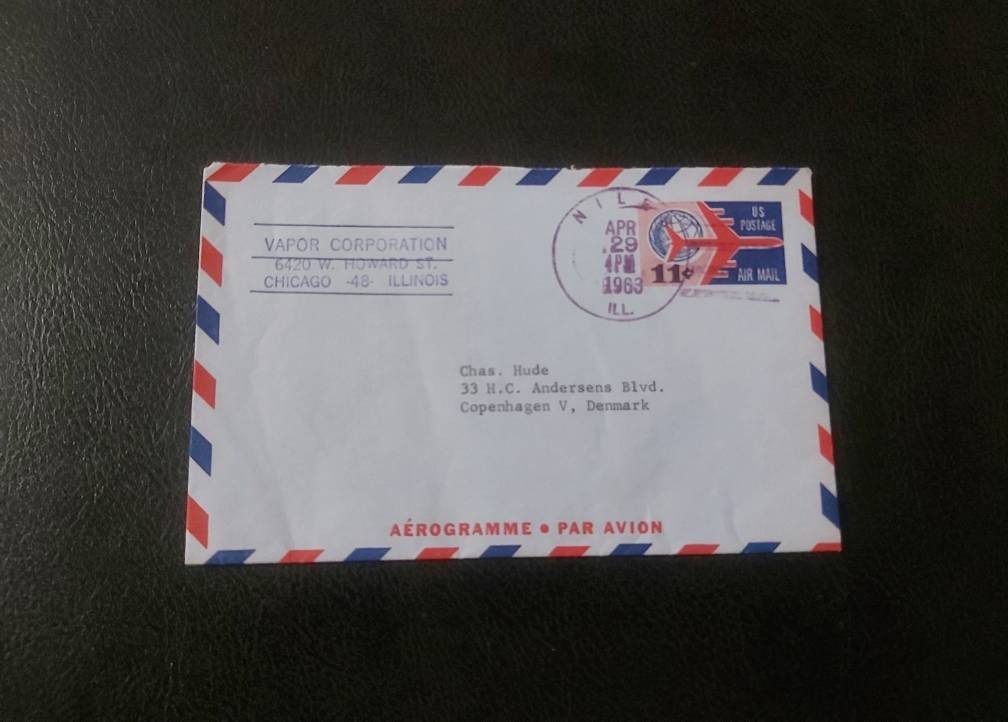 VAPOR CORPORATION
6420 W. HOWARD ST.
CHICAGO -48- ILLINOIS
NILES
APR
29
4PM
1963
ILL.
11¢
US
POSTAGE
AIR MAIL
Chas. Hude
33 H.C. Andersens Blvd.
Copenhagen V, Denmark
AÉROGRAMME • PAR AVION